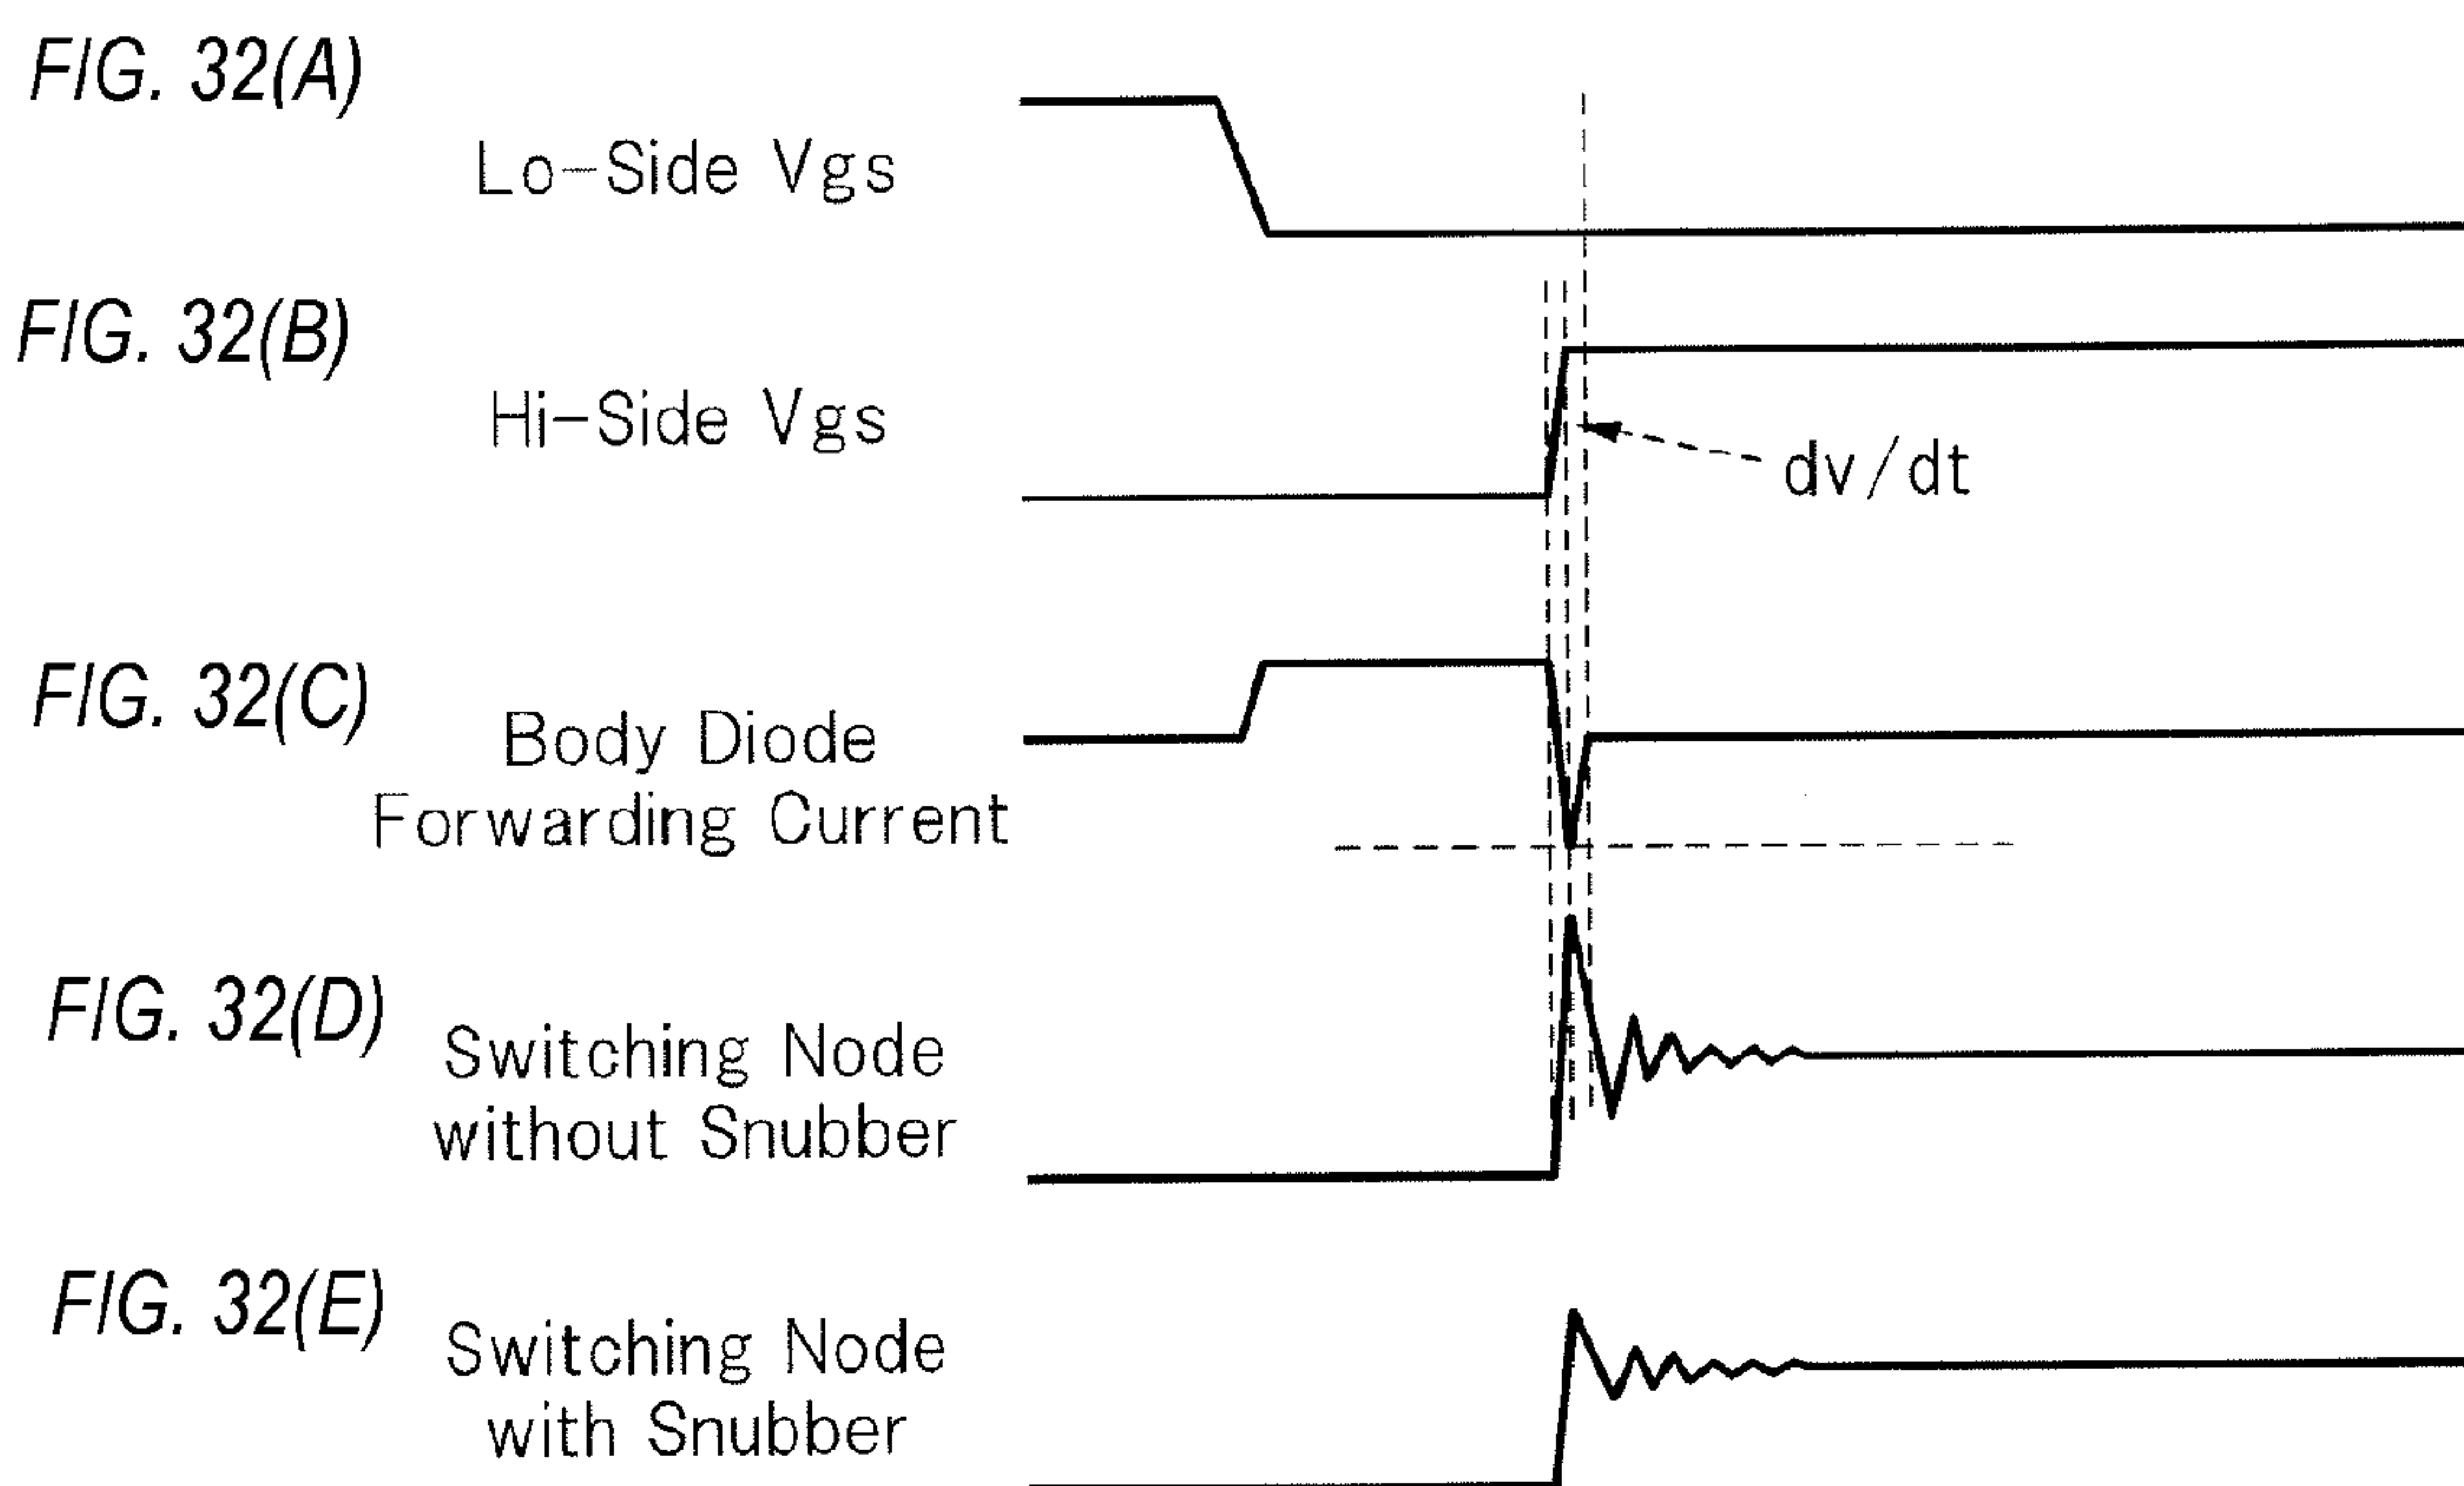 FIG. 32(A)
Lo-Side Vgs
FIG. 32(B)
Hi-Side Vgs
dv/dt
FIG. 32(C)
Body Diode
Forwarding Current
FIG. 32(D)
Switching Node
without Snubber
FIG. 32(E)
Switching Node
with Snubber